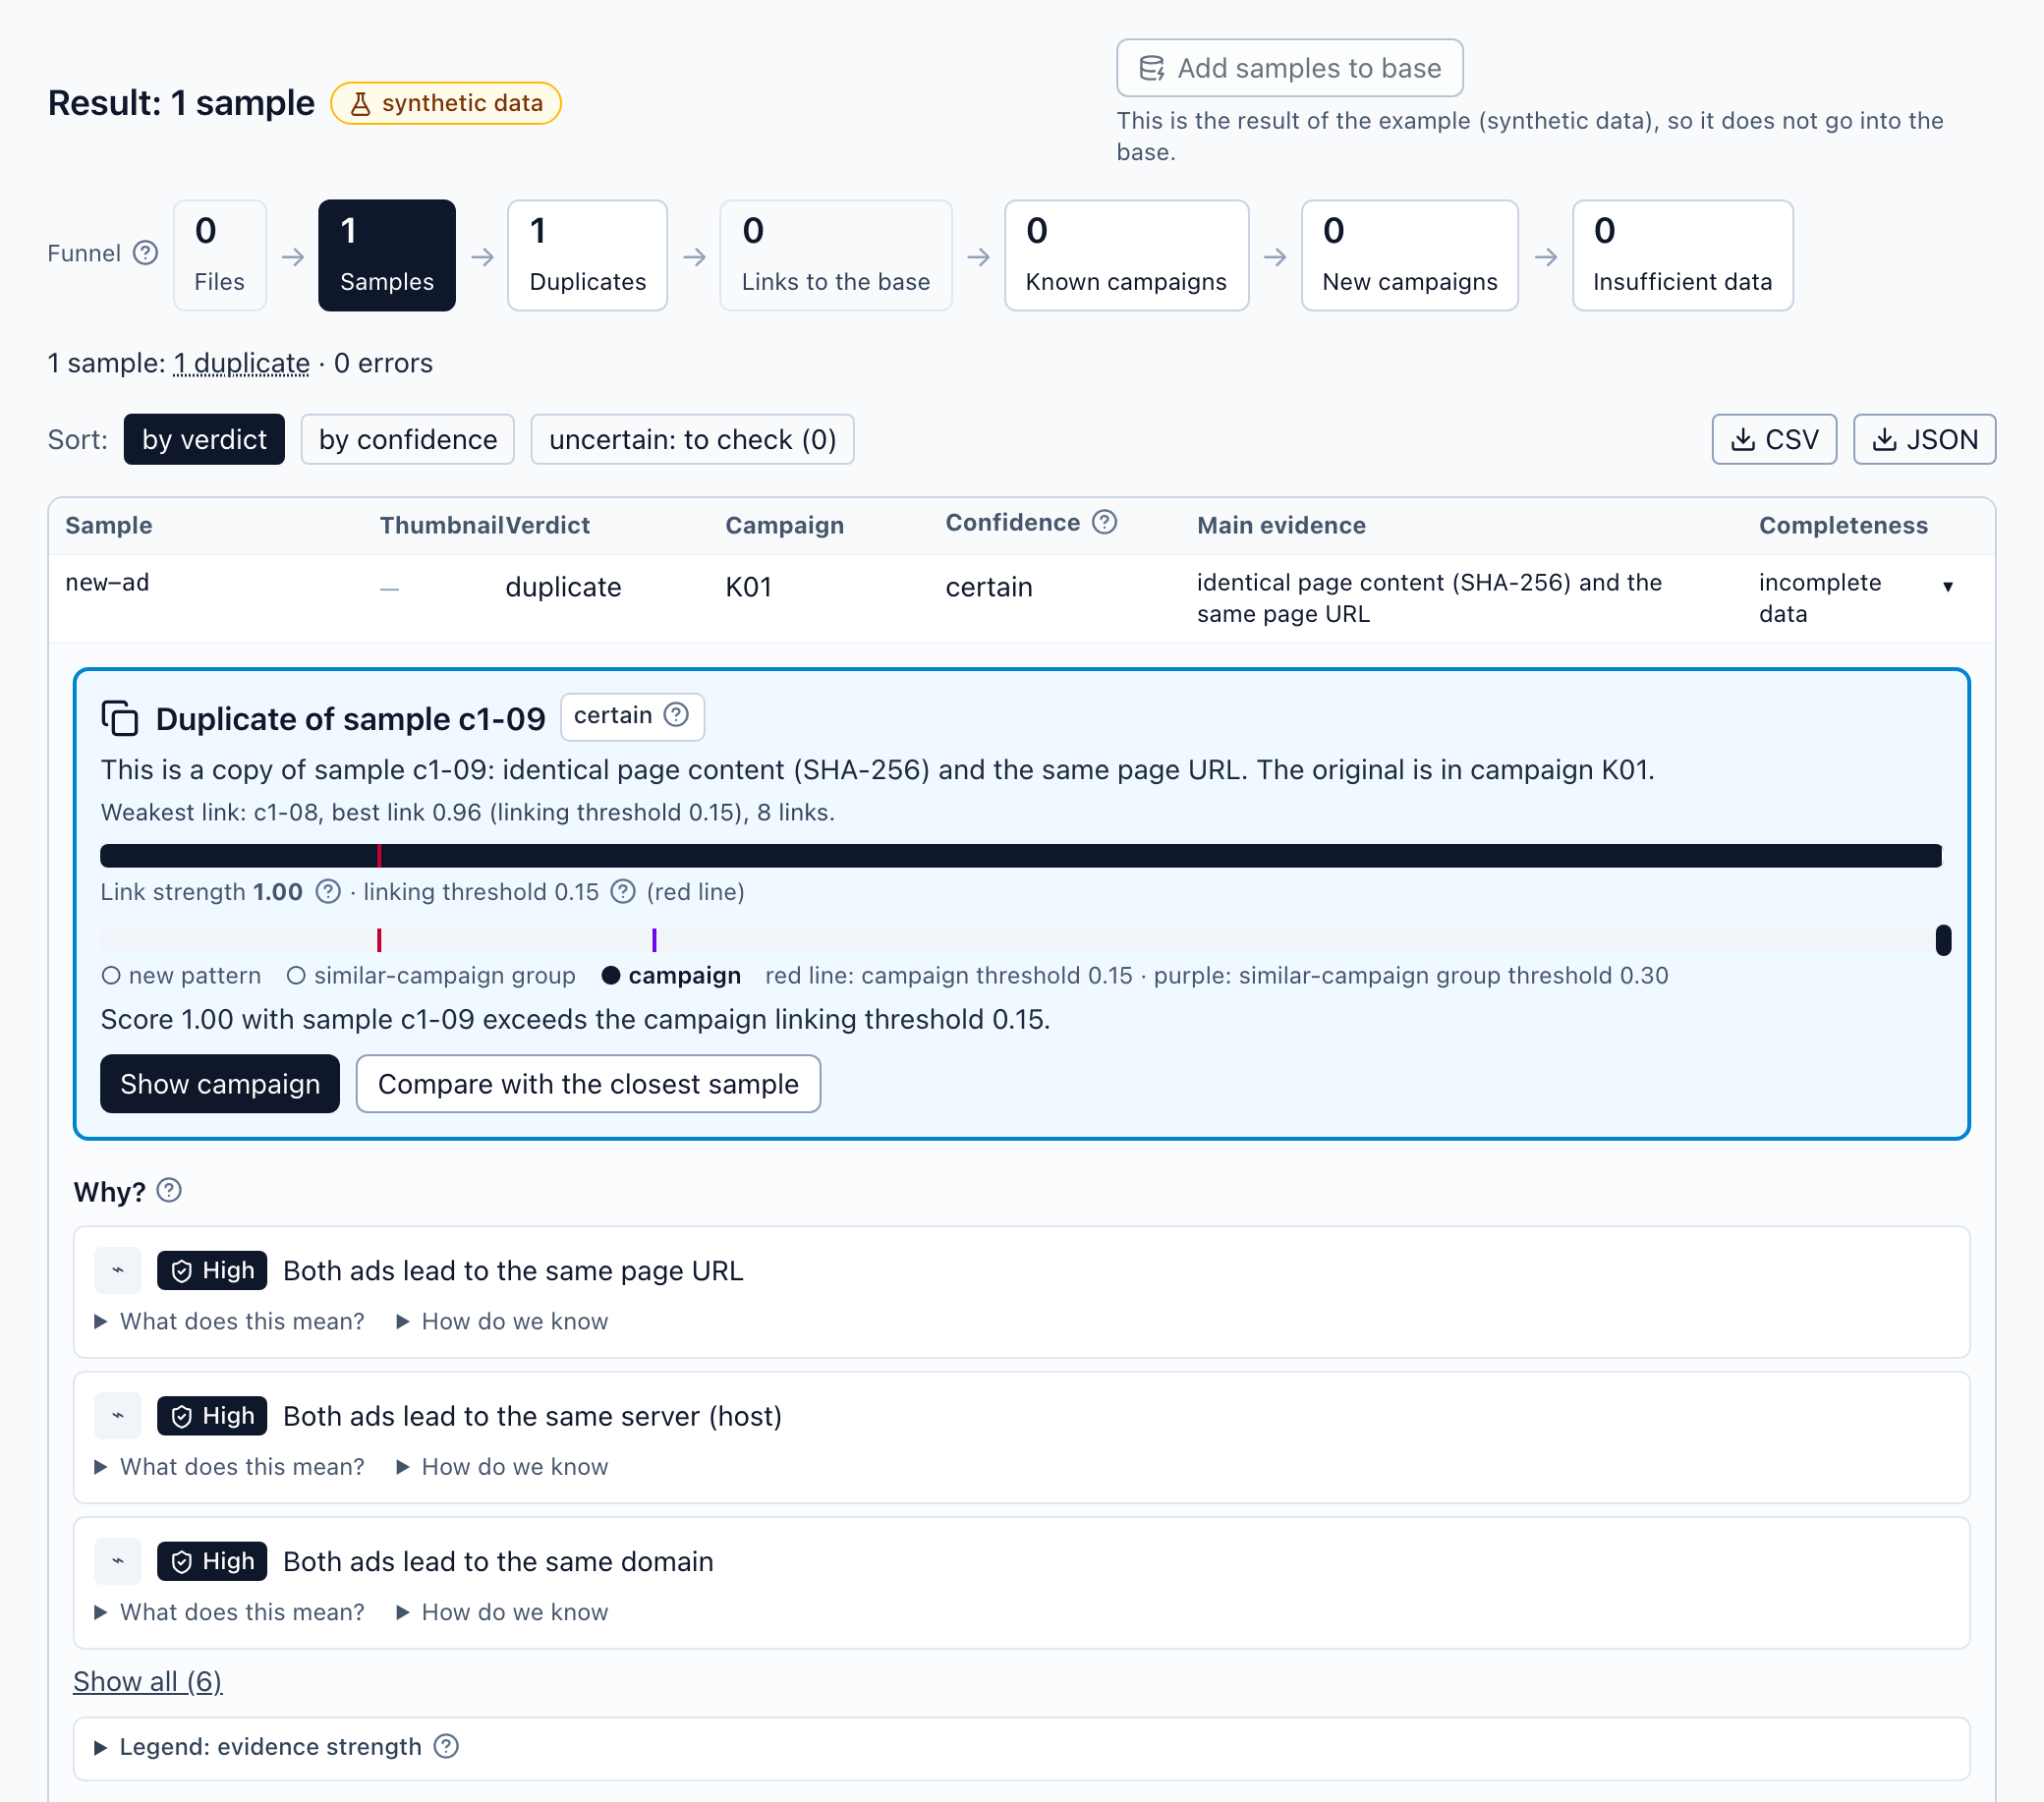 Add samples to base
Result: 1 sample
synthetic data
This is the result of the example (synthetic data), so it does not go into the
base.
Funnel ?
0
Files
→
1
Samples
→
1
Duplicates
→
0
Links to the base
→
0
Known campaigns
→
0
New campaigns
→
0
Insufficient data
1 sample: 1 duplicate · 0 errors
Sort: by verdict by confidence uncertain: to check (0) CSV JSON
Sample Thumbnail Verdict Campaign Confidence ? Main evidence Completeness
new-ad — duplicate K01 certain identical page content (SHA-256) and the incomplete ▼
same page URL data
Duplicate of sample c1-09 certain ?
This is a copy of sample c1-09: identical page content (SHA-256) and the same page URL. The original is in campaign K01.
Weakest link: c1-08, best link 0.96 (linking threshold 0.15), 8 links.
Link strength 1.00 ? · linking threshold 0.15 ? (red line)
new pattern similar-campaign group campaign red line: campaign threshold 0.15 · purple: similar-campaign group threshold 0.30
Score 1.00 with sample c1-09 exceeds the campaign linking threshold 0.15.
Show campaign Compare with the closest sample
Why? ?
High Both ads lead to the same page URL
▶ What does this mean? ▶ How do we know
High Both ads lead to the same server (host)
▶ What does this mean? ▶ How do we know
High Both ads lead to the same domain
▶ What does this mean? ▶ How do we know
Show all (6)
▶ Legend: evidence strength ?